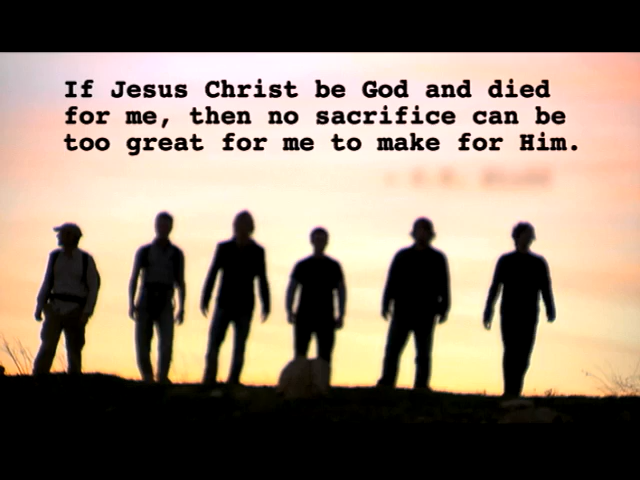 If Jesus Christ be God and died
for me, then no sacrifice can be
too great for me to make for Him.